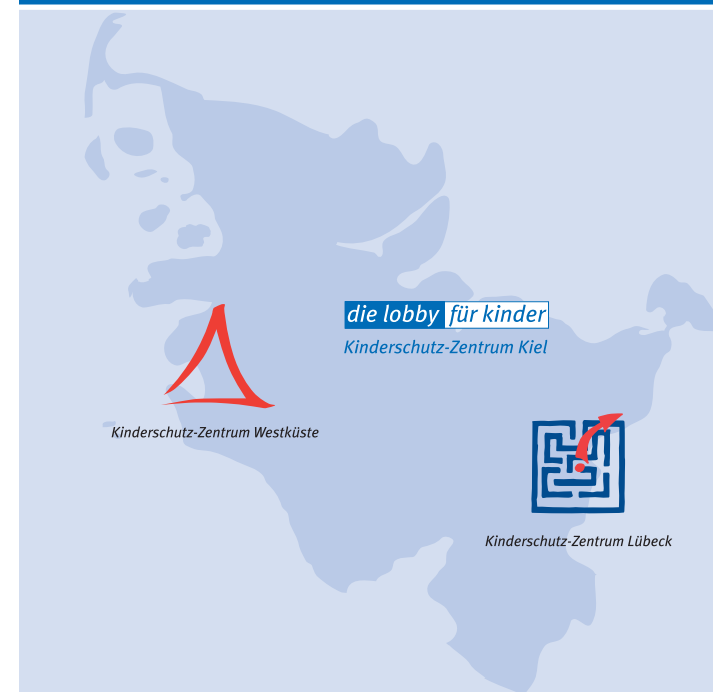 die lobby für kinder
Kinderschutz-Zentrum Kiel
Kinderschutz-Zentrum Westküste
Kinderschutz-Zentrum Lübeck